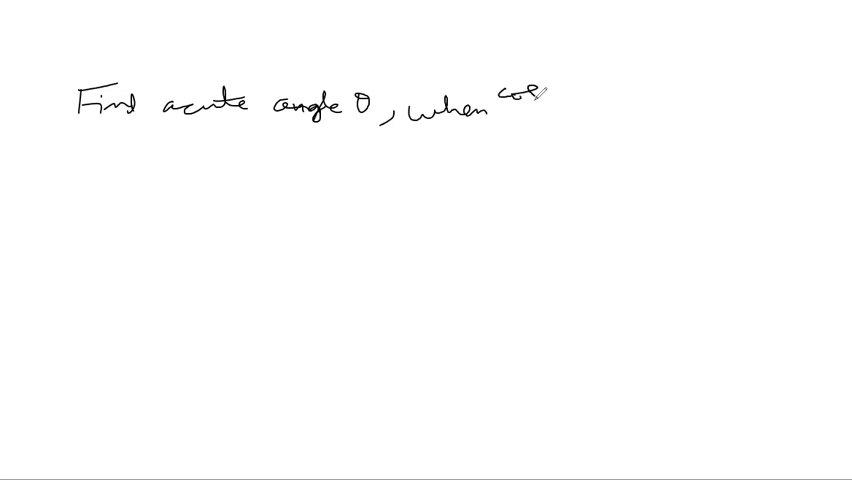 Find acute angle θ, when